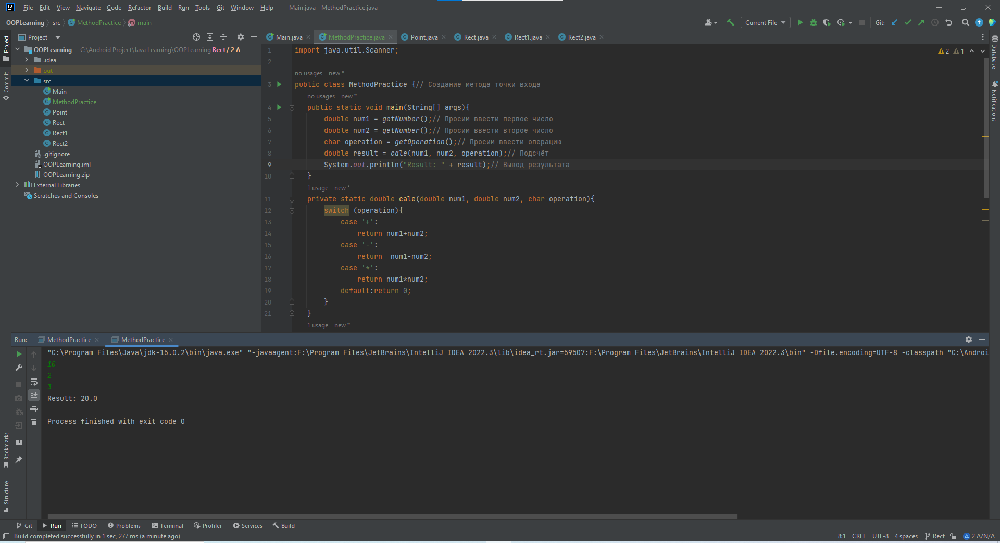 File Edit View Navigate Code Refactor Build Run Tools Git Window Help Main.java - MethodPractice.java
OOPLearning src MethodPractice main
Current File Git:
Project
Main.java MethodPractice.java Point.java Rect.java Rect1.java Rect2.java
Project
Commit
Bookmarks
Structure
OOPLearning - C:\Android Project\Java Learning\OOPLearning Rect / 2 Δ
.idea
out
src
Main
MethodPractice
Point
Rect
Rect1
Rect2
.gitignore
OOPLearning.iml
OOPLearning.zip
External Libraries
Scratches and Consoles
2 1
1 import java.util.Scanner;
2
no usages new *
3 public class MethodPractice {// Создание метода точки входа
no usages new *
4 public static void main(String[] args){
5 double num1 = getNumber();// Просим ввести первое число
6 double num2 = getNumber();// Просим ввести второе число
7 char operation = getOperation();// Просим ввести операцию
8 double result = cale(num1, num2, operation);// Подсчёт
9 System.out.println("Result: " + result);// Вывод результата
10 }
1 usage new *
11 private static double cale(double num1, double num2, char operation){
12 switch (operation){
13 case '+':
14 return num1+num2;
15 case '-':
16 return  num1-num2;
17 case '*':
18 return num1*num2;
19 default:return 0;
20 }
21 }
1 usage new *
Database
Notifications
Run: MethodPractice MethodPractice
"C:\Program Files\Java\jdk-15.0.2\bin\java.exe" "-javaagent:F:\Program Files\JetBrains\IntelliJ IDEA 2022.3\lib\idea_rt.jar=59507:F:\Program Files\JetBrains\IntelliJ IDEA 2022.3\bin" -Dfile.encoding=UTF-8 -classpath "C:\Androi
10
2
3
Result: 20.0
Process finished with exit code 0
Git Run TODO Problems Terminal Profiler Services Build
Build completed successfully in 1 sec, 277 ms (a minute ago) 8:1 CRLF UTF-8 4 spaces Rect 2 Δ/N/A